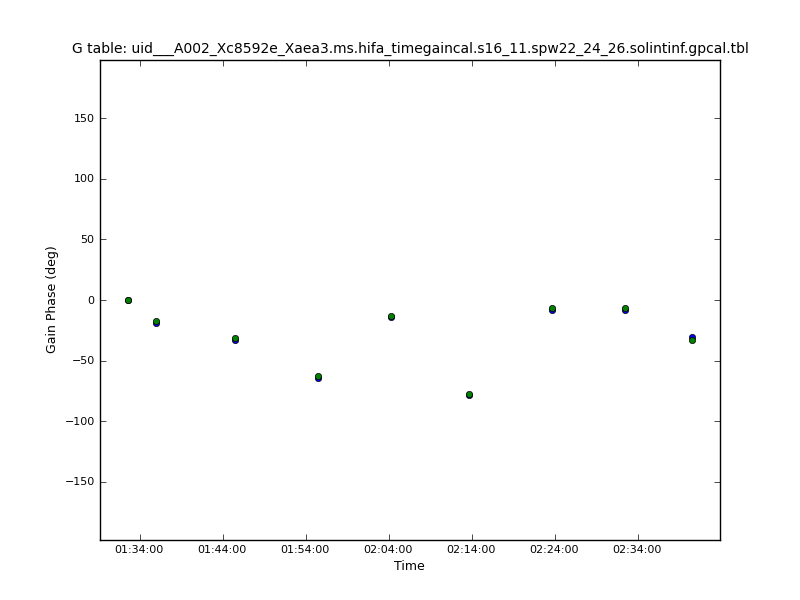 G table: uid___A002_Xc8592e_Xaea3.ms.hifa_timegaincal.s16_11.spw22_24_26.solintinf.gpcal.tbl
150
100
50
0
−50
−100
−150
Gain Phase (deg)
01:34:00 01:44:00 01:54:00 02:04:00 02:14:00 02:24:00 02:34:00
Time